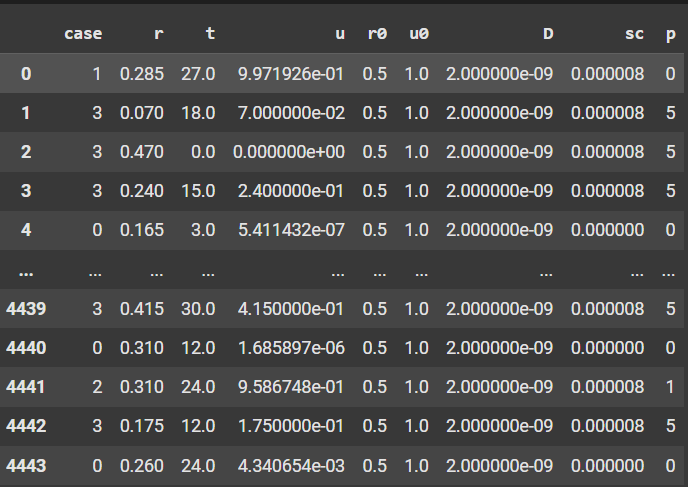 case r t u r0 u0 D sc p
0 1 0.285 27.0 9.971926e-01 0.5 1.0 2.000000e-09 0.000008 0
1 3 0.070 18.0 7.000000e-02 0.5 1.0 2.000000e-09 0.000008 5
2 3 0.470 0.0 0.000000e+00 0.5 1.0 2.000000e-09 0.000008 5
3 3 0.240 15.0 2.400000e-01 0.5 1.0 2.000000e-09 0.000008 5
4 0 0.165 3.0 5.411432e-07 0.5 1.0 2.000000e-09 0.000000 0
... ... ... ... ... ... ... ... ... ...
4439 3 0.415 30.0 4.150000e-01 0.5 1.0 2.000000e-09 0.000008 5
4440 0 0.310 12.0 1.685897e-06 0.5 1.0 2.000000e-09 0.000000 0
4441 2 0.310 24.0 9.586748e-01 0.5 1.0 2.000000e-09 0.000008 1
4442 3 0.175 12.0 1.750000e-01 0.5 1.0 2.000000e-09 0.000008 5
4443 0 0.260 24.0 4.340654e-03 0.5 1.0 2.000000e-09 0.000000 0